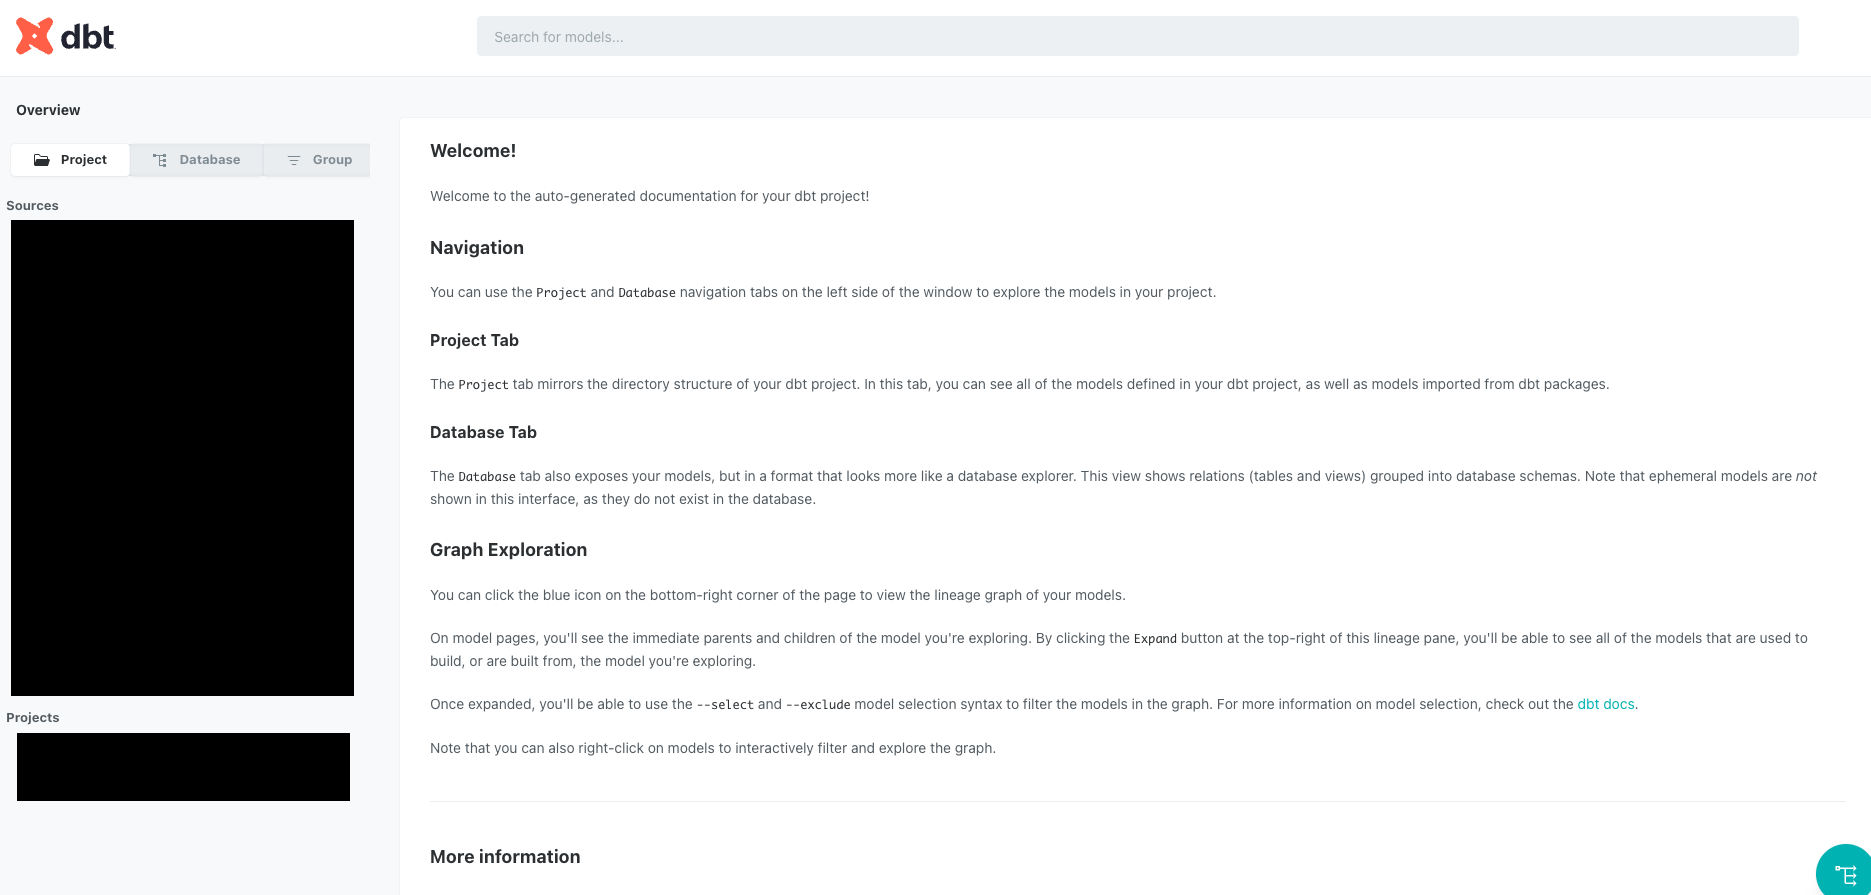 dbt
Search for models...
Overview
Project Database Group
Sources
Projects
Welcome!
Welcome to the auto-generated documentation for your dbt project!
Navigation
You can use the Project and Database navigation tabs on the left side of the window to explore the models in your project.
Project Tab
The Project tab mirrors the directory structure of your dbt project. In this tab, you can see all of the models defined in your dbt project, as well as models imported from dbt packages.
Database Tab
The Database tab also exposes your models, but in a format that looks more like a database explorer. This view shows relations (tables and views) grouped into database schemas. Note that ephemeral models are not
shown in this interface, as they do not exist in the database.
Graph Exploration
You can click the blue icon on the bottom-right corner of the page to view the lineage graph of your models.
On model pages, you'll see the immediate parents and children of the model you're exploring. By clicking the Expand button at the top-right of this lineage pane, you'll be able to see all of the models that are used to
build, or are built from, the model you're exploring.
Once expanded, you'll be able to use the --select and --exclude model selection syntax to filter the models in the graph. For more information on model selection, check out the dbt docs.
Note that you can also right-click on models to interactively filter and explore the graph.
More information